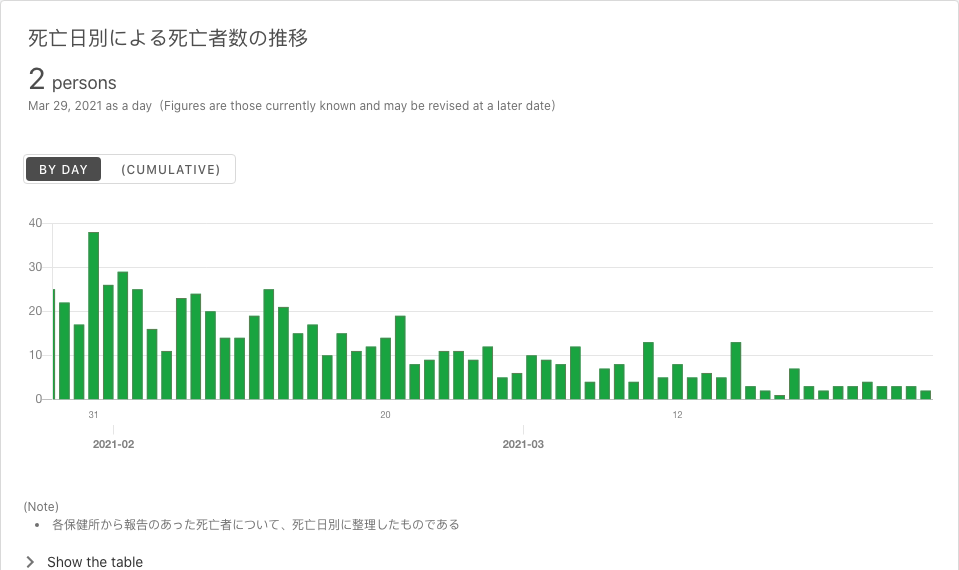 死亡日別による死亡者数の推移
2 persons
Mar 29, 2021 as a day（Figures are those currently known and may be revised at a later date）
BY DAY (CUMULATIVE)
40
30
20
10
0
31 20 12
2021-02 2021-03
(Note)
• 各保健所から報告のあった死亡者について、死亡日別に整理したものである
Show the table